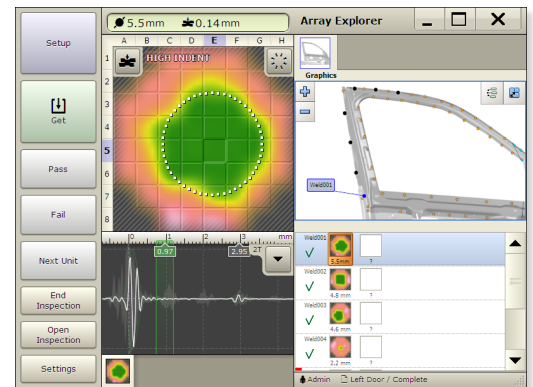 Setup
Get
Pass
Fail
Next Unit
End
Inspection
Open
Inspection
Settings
5.5mm 0.14mm
A B C D E F G H
1
2
3
4
5
6
7
8
HIGH INDENT
0 1 2 3 mm
0.97 2.95 2T
Array Explorer
Graphics
Weld001
Weld001
5.5mm ?
Weld002
4.8 mm ?
Weld003
4.6 mm ?
Weld004
2.2 mm ?
Admin Left Door / Complete